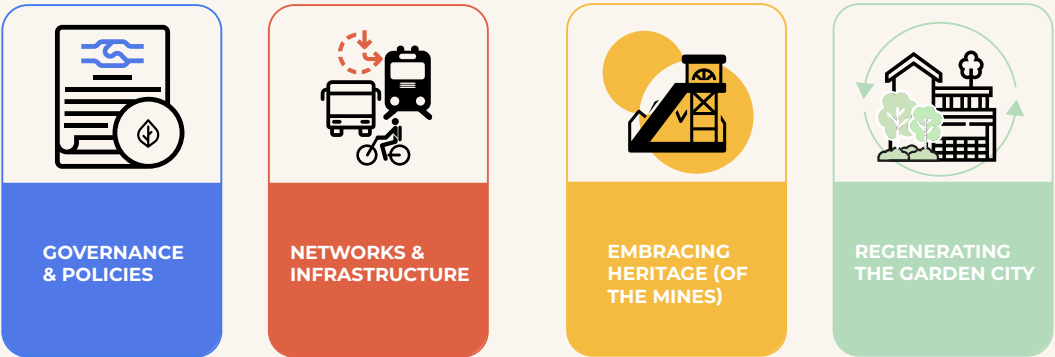 GOVERNANCE
& POLICIES
NETWORKS &
INFRASTRUCTURE
EMBRACING
HERITAGE (OF
THE MINES)
REGENERATING
THE GARDEN CITY